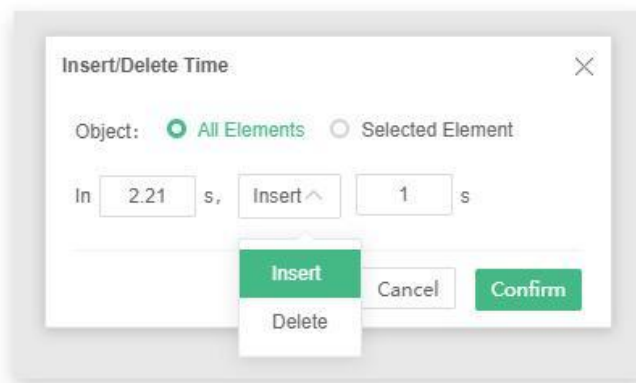 Insert/Delete Time
Object: All Elements Selected Element
In 2.21 s, Insert 1 s
Insert
Cancel Confirm
Delete